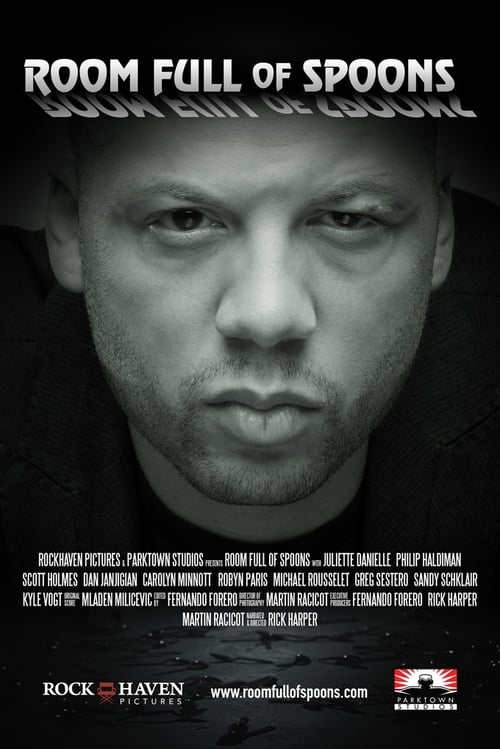 ROOM FULL OF SPOONS
ROCKHAVEN PICTURES & PARKTOWN STUDIOS PRESENTS ROOM FULL OF SPOONS WITH JULIETTE DANIELLE PHILIP HALDIMAN
SCOTT HOLMES DAN JANJIGIAN CAROLYN MINNOTT ROBYN PARIS MICHAEL ROUSSELET GREG SESTERO SANDY SCHKLAIR
KYLE VOGT ORIGINAL SCORE MLADEN MILICEVIC EDITED BY FERNANDO FORERO DIRECTOR OF PHOTOGRAPHY MARTIN RACICOT EXECUTIVE PRODUCERS FERNANDO FORERO RICK HARPER
MARTIN RACICOT NARRATED & DIRECTED RICK HARPER
ROCK HAVEN
PICTURES
www.roomfullofspoons.com
PARKTOWN
STUDIOS